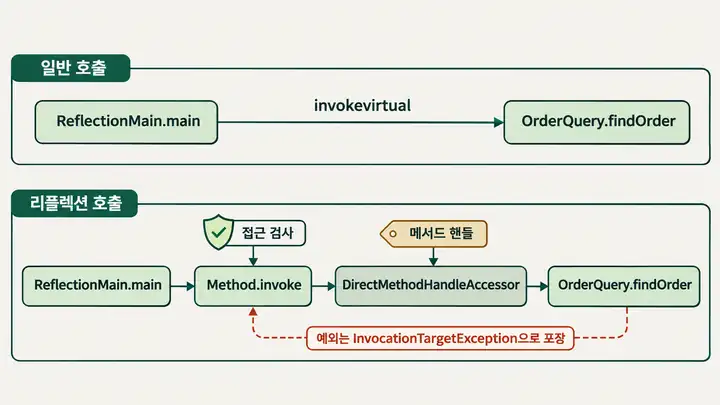 일반 호출
ReflectionMain.main
invokevirtual
OrderQuery.findOrder
리플렉션 호출
접근 검사
메서드 핸들
ReflectionMain.main
Method.invoke
DirectMethodHandleAccessor
OrderQuery.findOrder
예외는 InvocationTargetException으로 포장